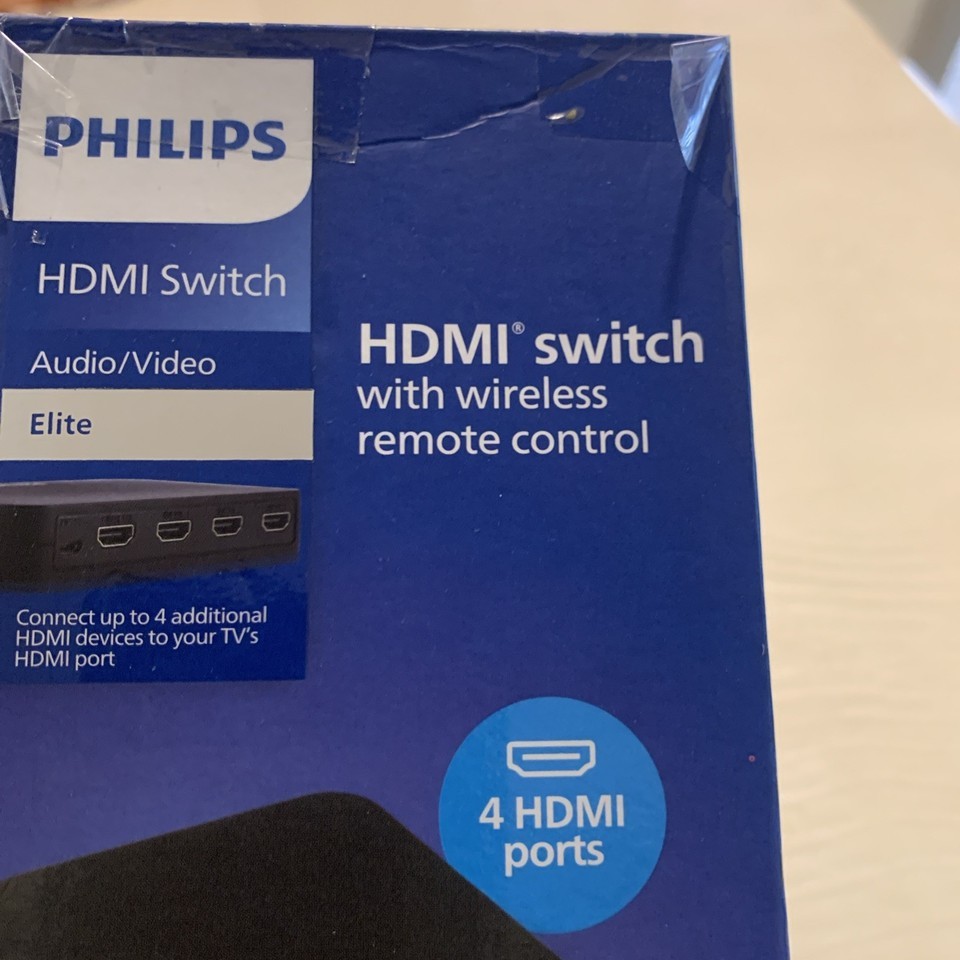 PHILIPS
HDMI Switch
Audio/Video
Elite
Connect up to 4 additional
HDMI devices to your TV's
HDMI port
HDMI® switch
with wireless
remote control
4 HDMI
ports